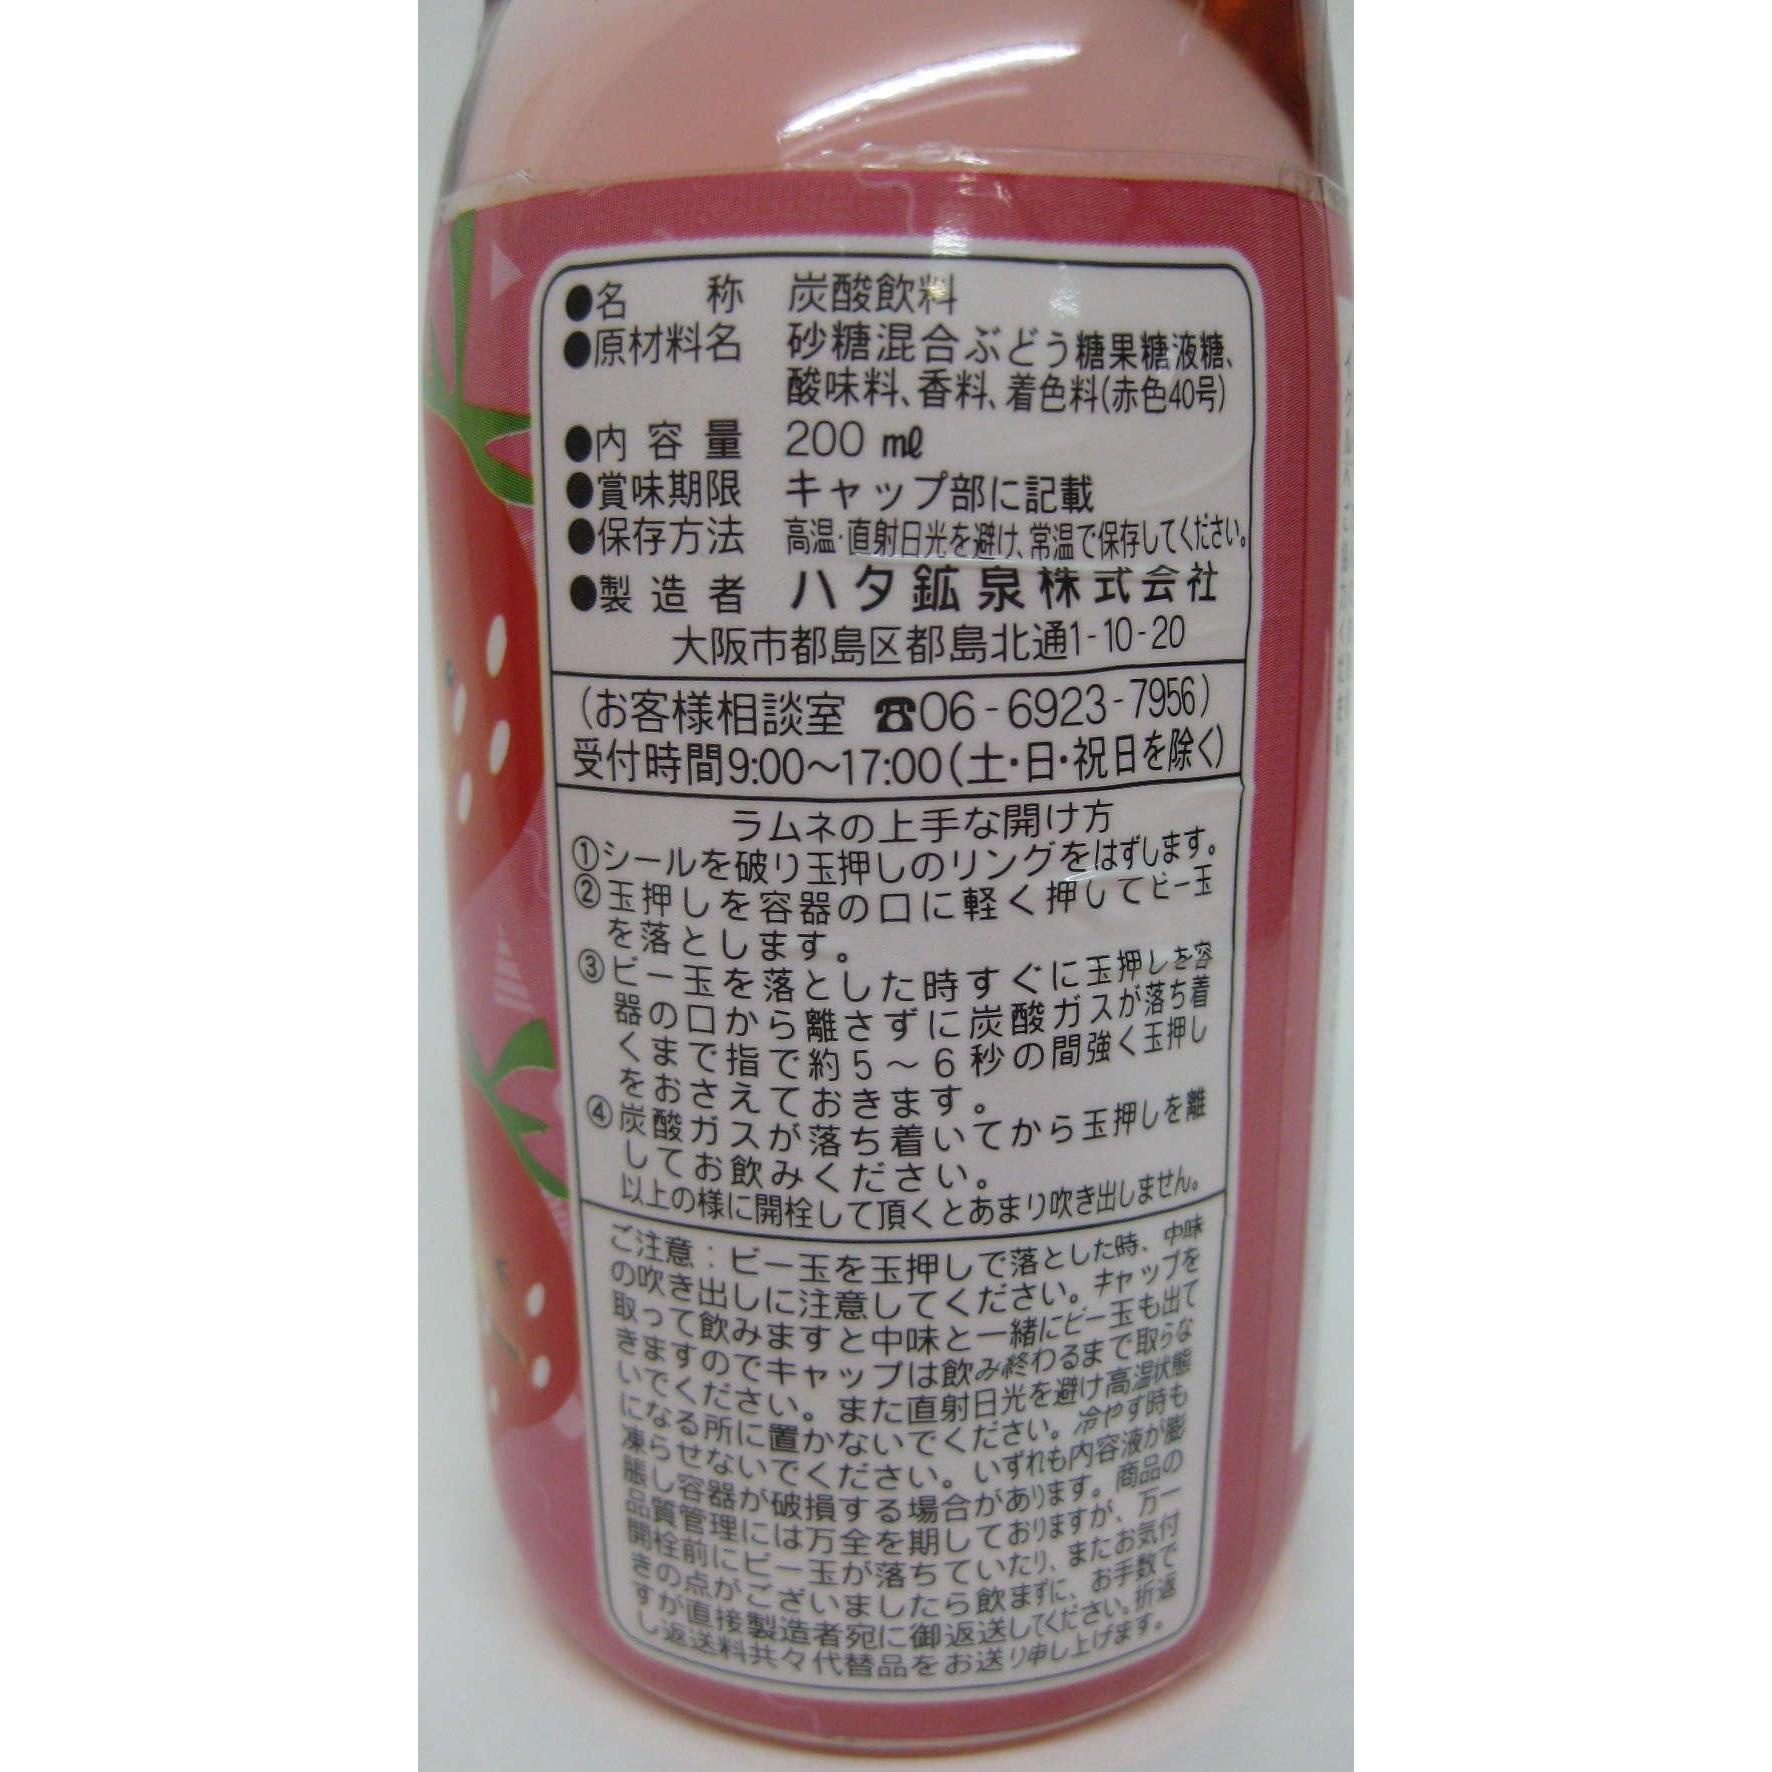 ●名称 炭酸飲料
●原材料名 砂糖混合ぶどう糖果糖液糖、
酸味料、香料、着色料(赤色40号)
●内容量 200 ㎖
●賞味期限 キャップ部に記載
●保存方法 高温・直射日光を避け、常温で保存してください。
●製造者 ハタ鉱泉株式会社
大阪市都島区都島北通1-10-20
(お客様相談室 ☎06-6923-7956)
受付時間9:00～17:00(土・日・祝日を除く)
ラムネの上手な開け方
①シールを破り玉押しのリングをはずします。
②玉押しを容器の口に軽く押してビー玉
を落とします。
③ビー玉を落とした時すぐに玉押しを容
器の口から離さずに炭酸ガスが落ち着
くまで指で約5～6秒の間強く玉押し
をおさえておきます。
④炭酸ガスが落ち着いてから玉押しを離
してお飲みください。
以上の様に開栓して頂くとあまり吹き出しません。
ご注意：ビー玉を玉押しで落とした時、中味
の吹き出しに注意してください。キャップを
取って飲みますと中味と一緒にビー玉も出て
きますのでキャップは飲み終わるまで取らな
いでください。また直射日光を避け高温状態
になる所に置かないでください。冷やす時も
凍らせないでください。いずれも内容液が膨
脹し容器が破損する場合があります。商品の
品質管理には万全を期しておりますが、万一
開栓前にビー玉が落ちていたり、またお気付
きの点がございましたら飲まずに、お手数で
すが直接製造者宛に御返送してください。折返
し返送料共々代替品をお送り申し上げます。